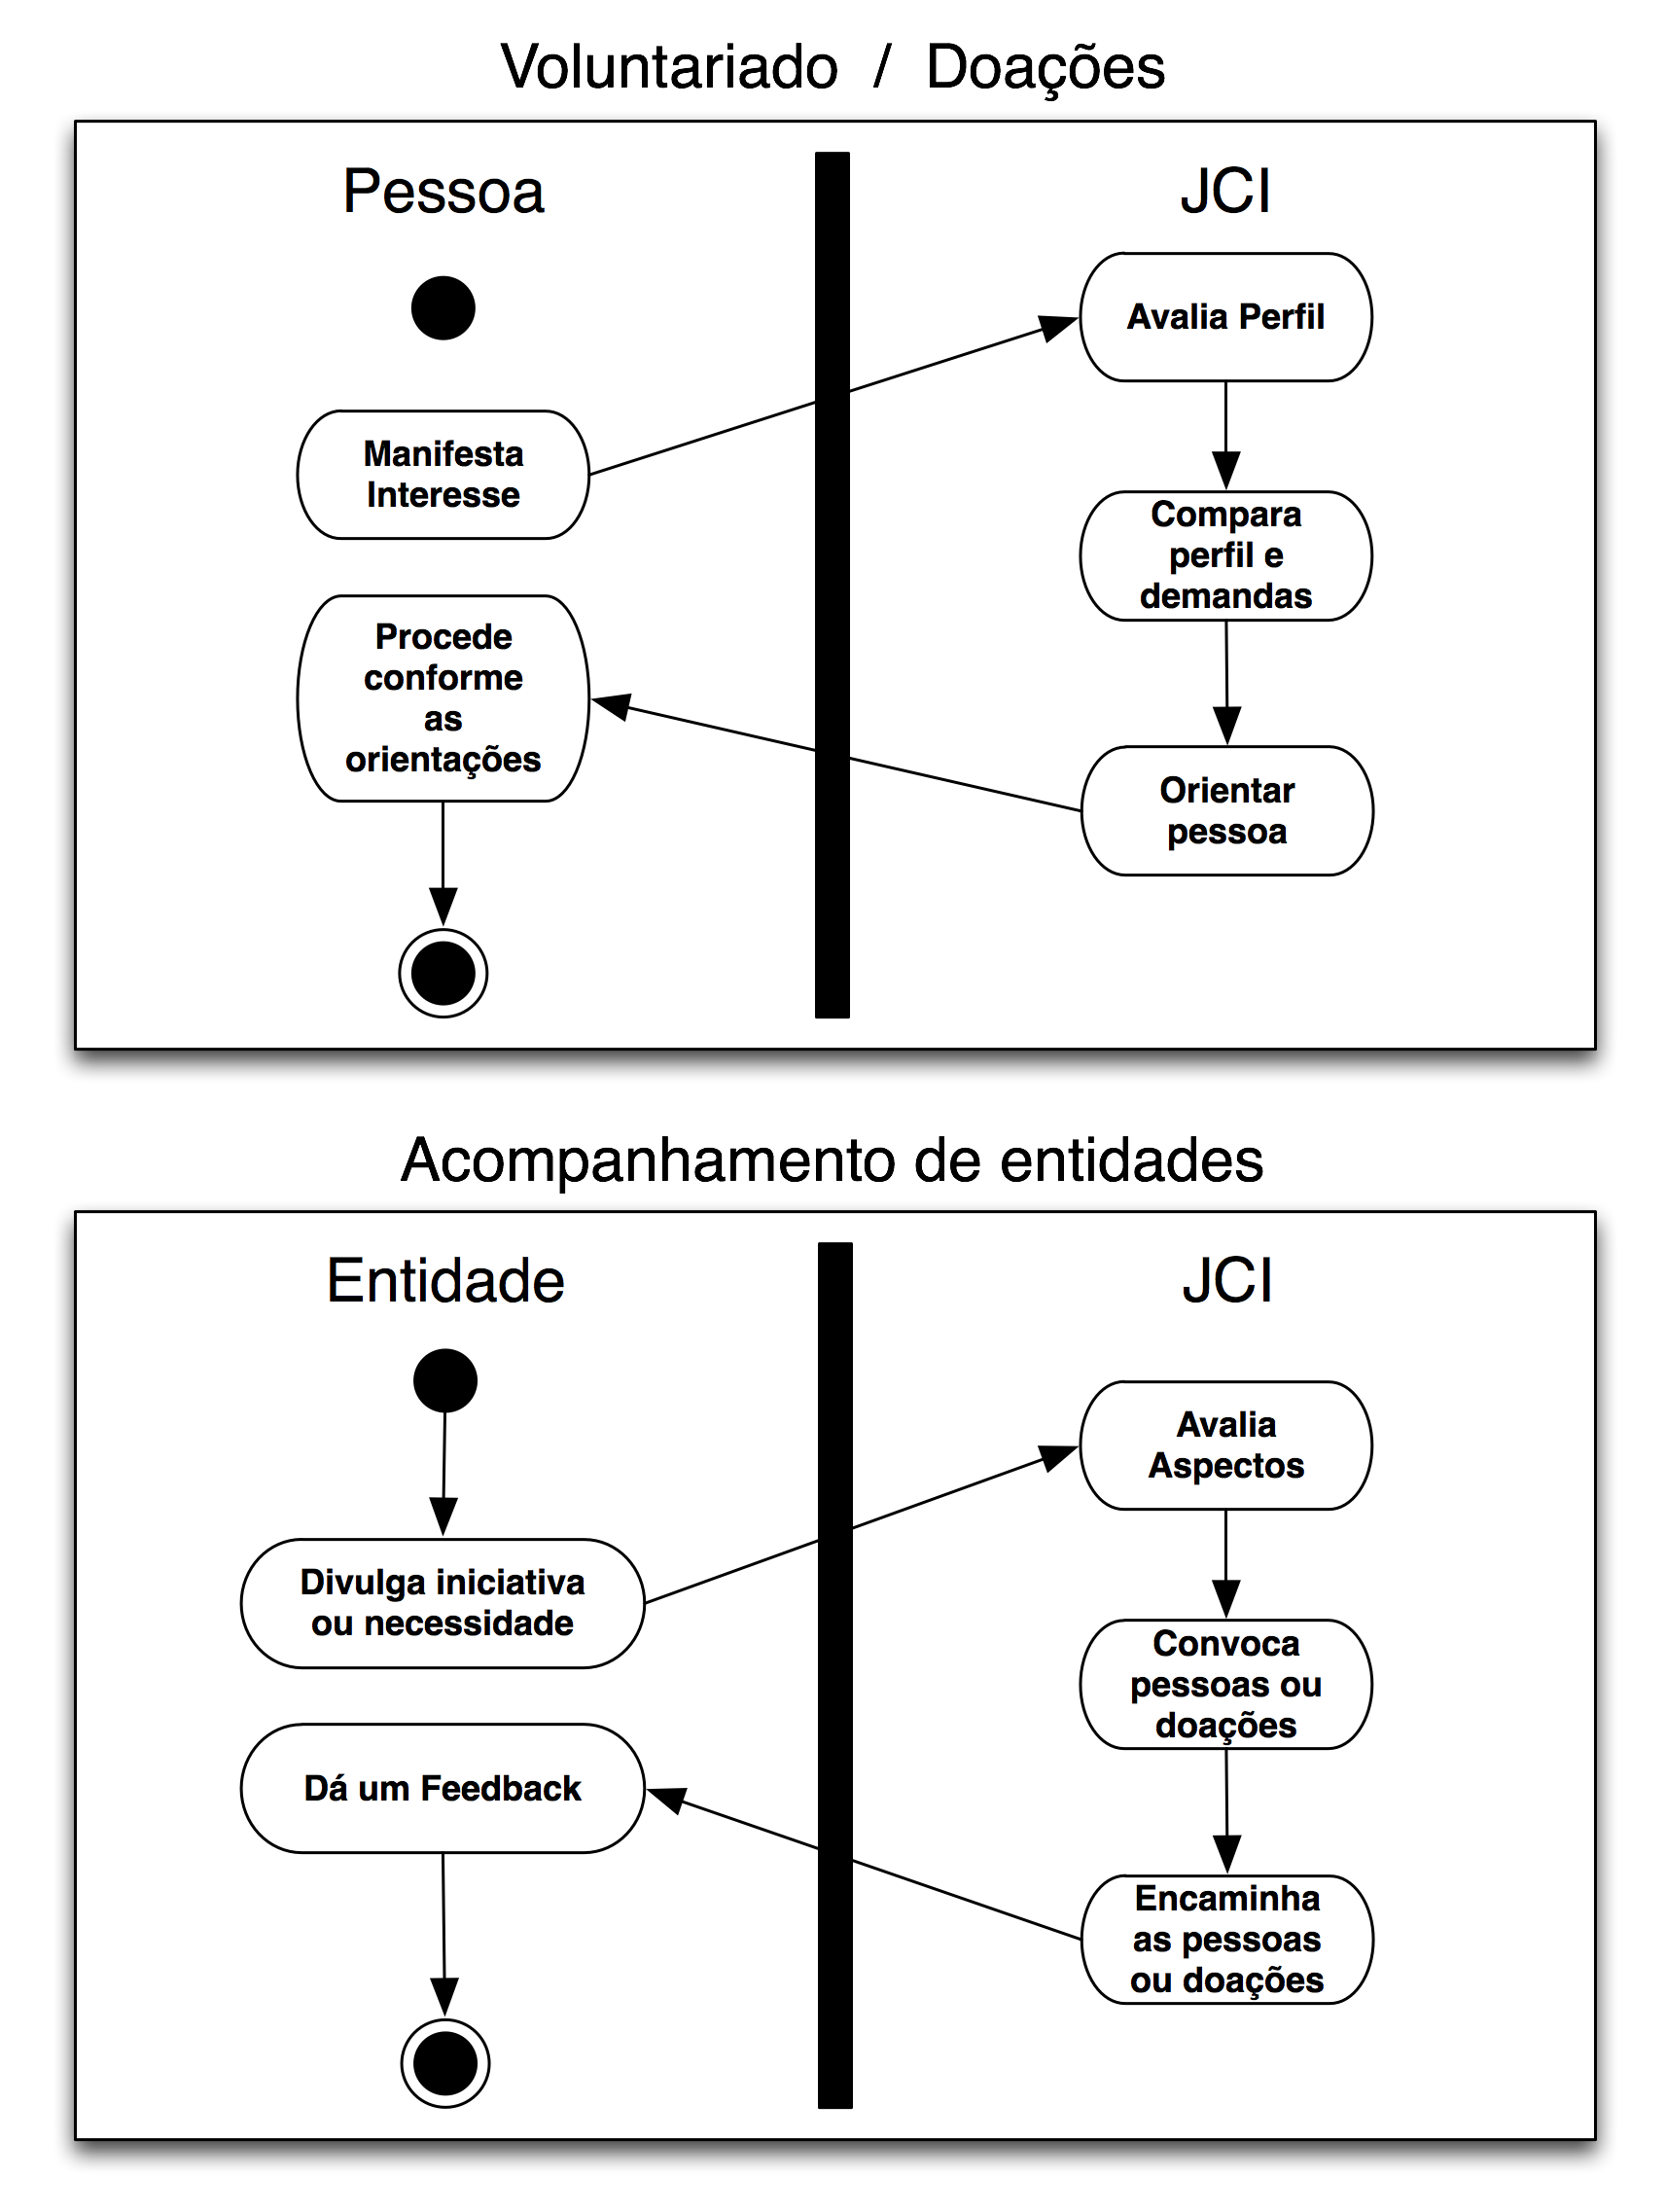 Voluntariado / Doações
Pessoa
JCI
Manifesta
Interesse
Avalia Perfil
Compara
perfil e
demandas
Orientar
pessoa
Procede
conforme
as
orientações
Acompanhamento de entidades
Entidade
JCI
Divulga iniciativa
ou necessidade
Avalia
Aspectos
Convoca
pessoas ou
doações
Encaminha
as pessoas
ou doações
Dá um Feedback